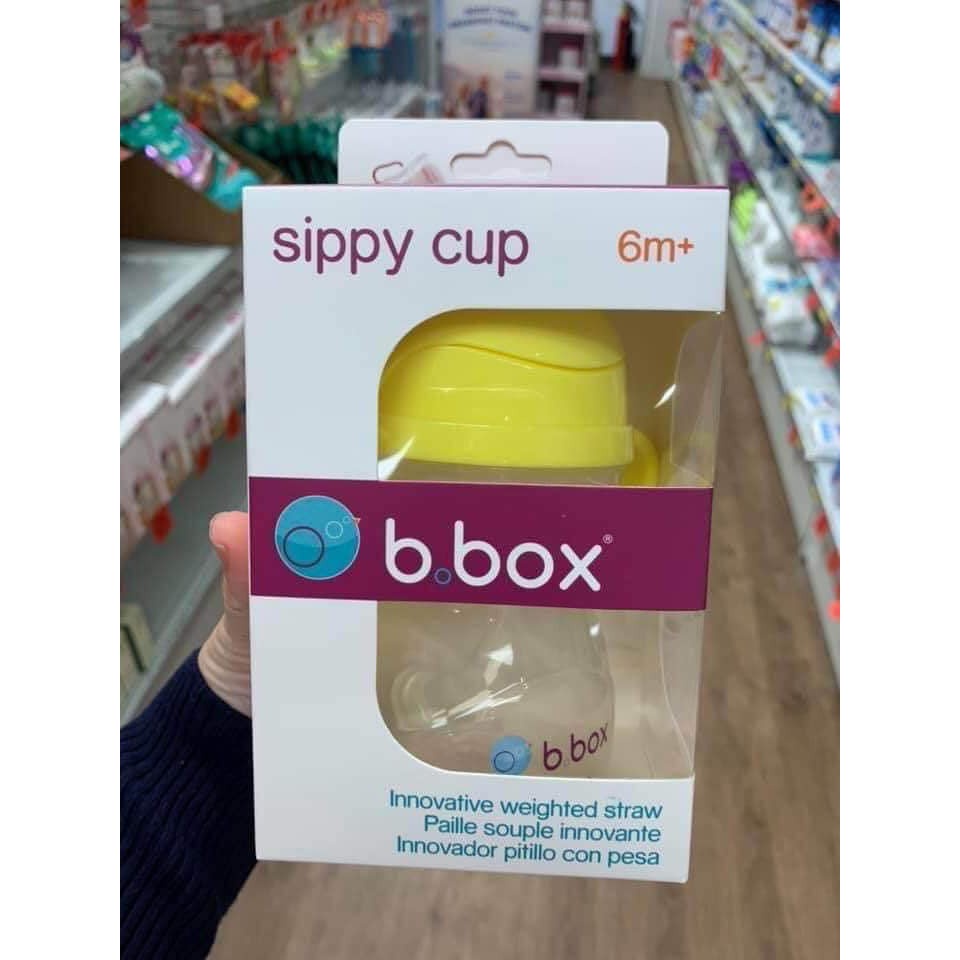 sippy cup 6m+
b.box®
b.box
Innovative weighted straw
Paille souple innovante
Innovador pitillo con pesa